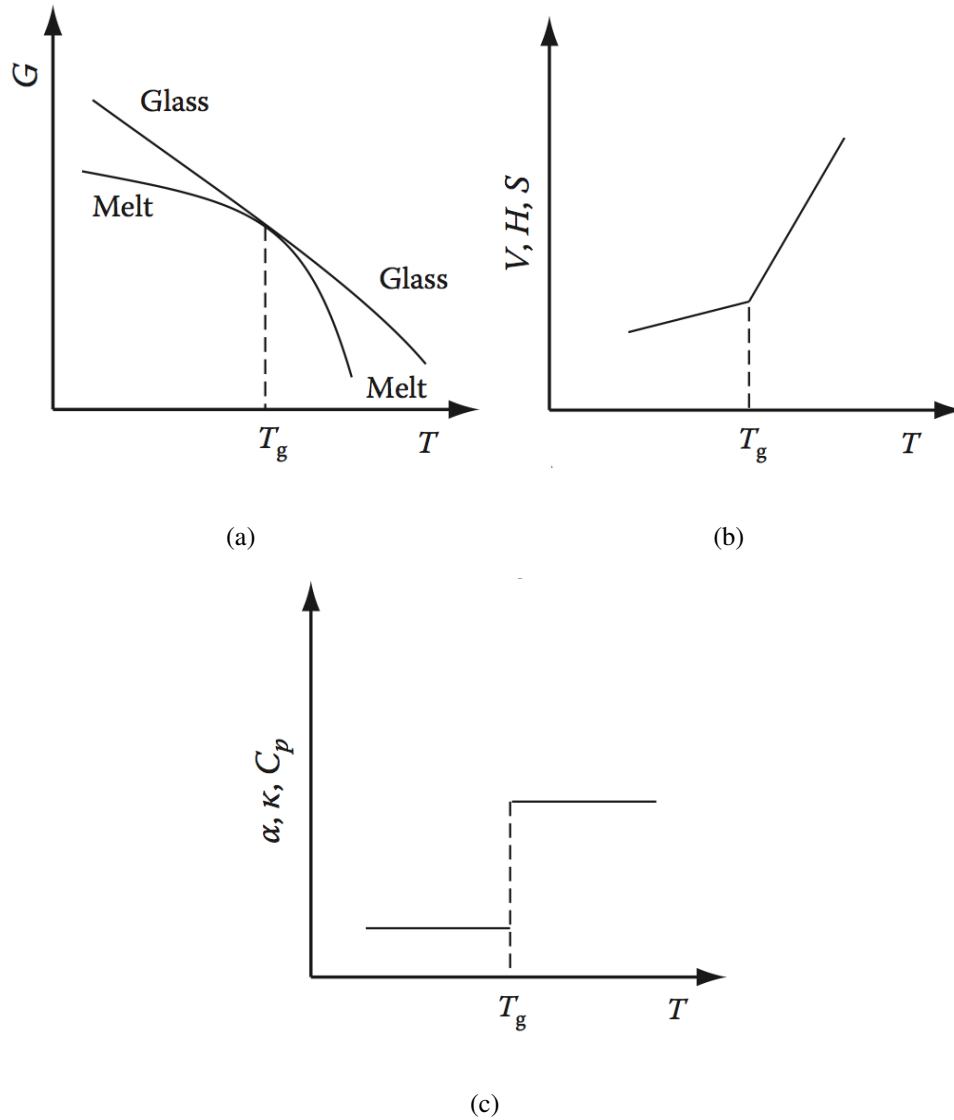 G
Glass
Melt
Glass
Melt
T_g
T
(a)
V, H, S
T_g
T
(b)
α, κ, C_p
T_g
T
(c)